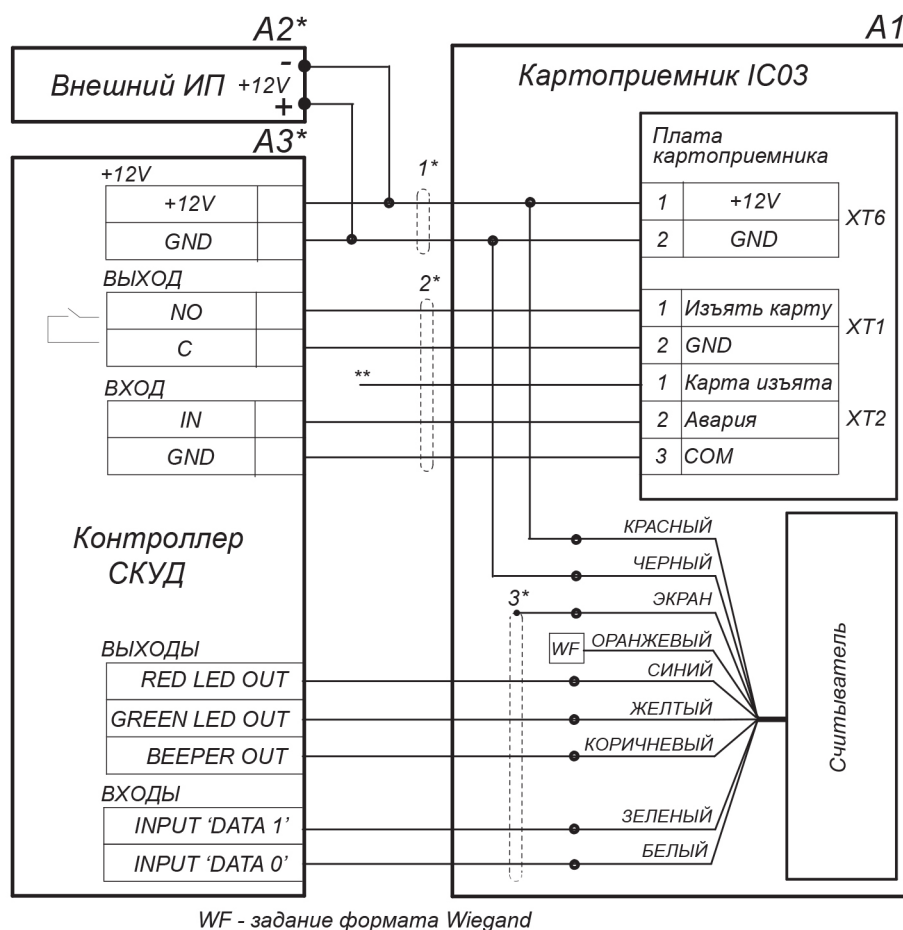 A2*
A1
Внешний ИП
-
+12V
+
Картоприемник IC03
A3*
+12V
+12V
GND
ВЫХОД
NO
C
ВХОД
IN
GND
Контроллер
СКУД
ВЫХОДЫ
RED LED OUT
GREEN LED OUT
BEEPER OUT
ВХОДЫ
INPUT ‘DATA 1’
INPUT ‘DATA 0’
1*
2*
**
3*
Плата
картоприемника
1 +12V
2 GND
XT6
1 Изъять карту
2 GND
XT1
1 Карта изъята
2 Авария
3 COM
XT2
КРАСНЫЙ
ЧЕРНЫЙ
ЭКРАН
WF ОРАНЖЕВЫЙ
СИНИЙ
ЖЕЛТЫЙ
КОРИЧНЕВЫЙ
ЗЕЛЕНЫЙ
БЕЛЫЙ
Считыватель
WF - задание формата Wiegand